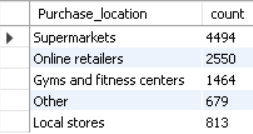 Purchase_location count
Supermarkets 4494
Online retailers 2550
Gyms and fitness centers 1464
Other 679
Local stores 813